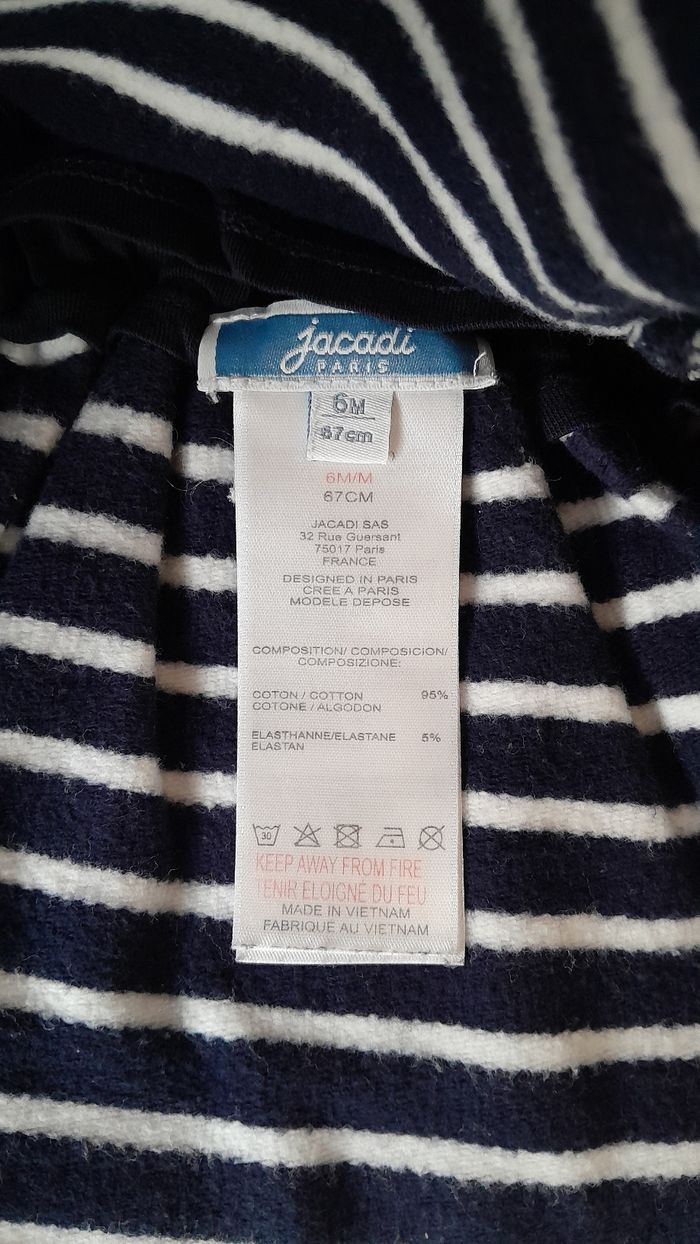 jacadi
PARIS
6M
67cm
6M/M
67CM
JACADI SAS
32 Rue Guersant
75017 Paris
FRANCE
DESIGNED IN PARIS
CREE A PARIS
MODELE DEPOSE
COMPOSITION/ COMPOSICION/
COMPOSIZIONE:
COTON / COTTON 95%
COTONE / ALGODON
ELASTHANNE/ELASTANE 5%
ELASTAN
30
KEEP AWAY FROM FIRE
TENIR ELOIGNÉ DU FEU
MADE IN VIETNAM
FABRIQUE AU VIETNAM